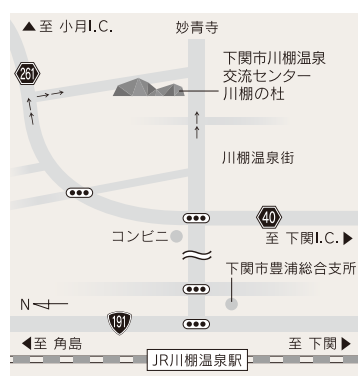 ▲至 小月I.C.
妙青寺
261
下関市川棚温泉
交流センター
川棚の杜
川棚温泉街
40
コンビニ
至 下関I.C.▶
下関市豊浦総合支所
N
191
◀至 角島
至 下関▶
JR川棚温泉駅